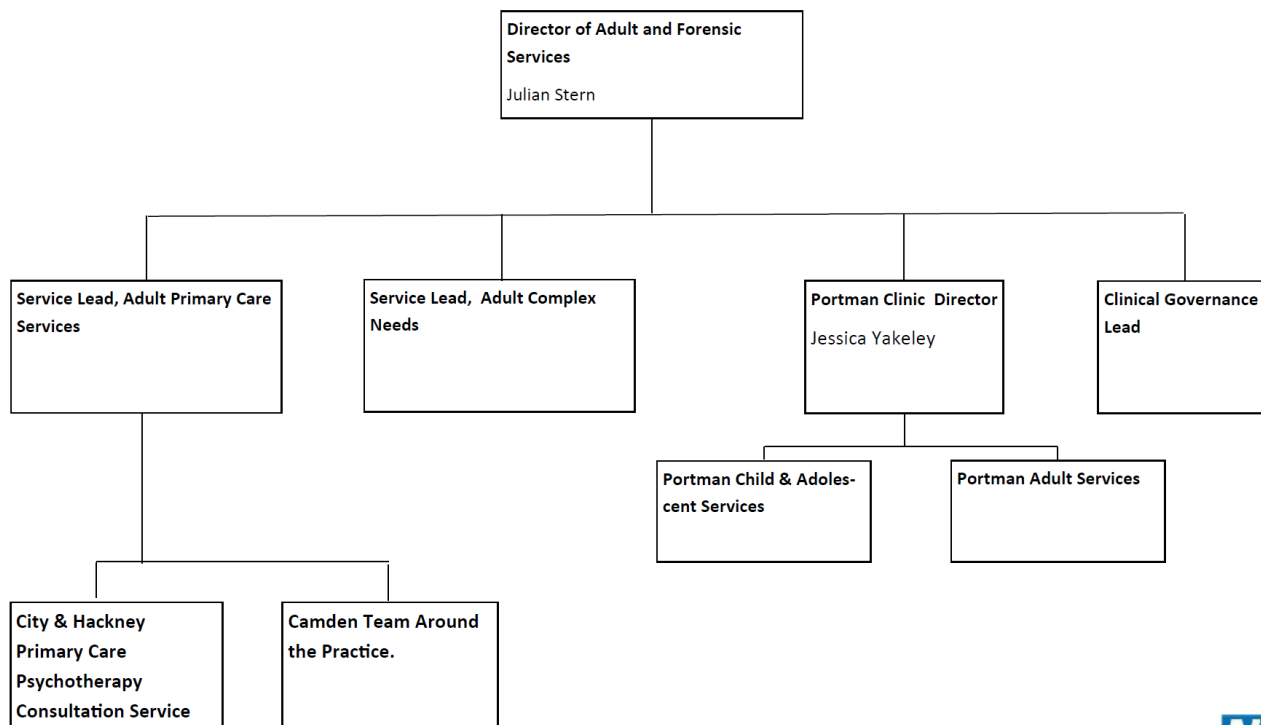 Director of Adult and Forensic
Services
Julian Stern
Service Lead, Adult Primary Care
Services
Service Lead,  Adult Complex
Needs
Portman Clinic  Director
Jessica Yakeley
Clinical Governance
Lead
Portman Child & Adoles-
cent Services
Portman Adult Services
City & Hackney
Primary Care
Psychotherapy
Consultation Service
Camden Team Around
the Practice.